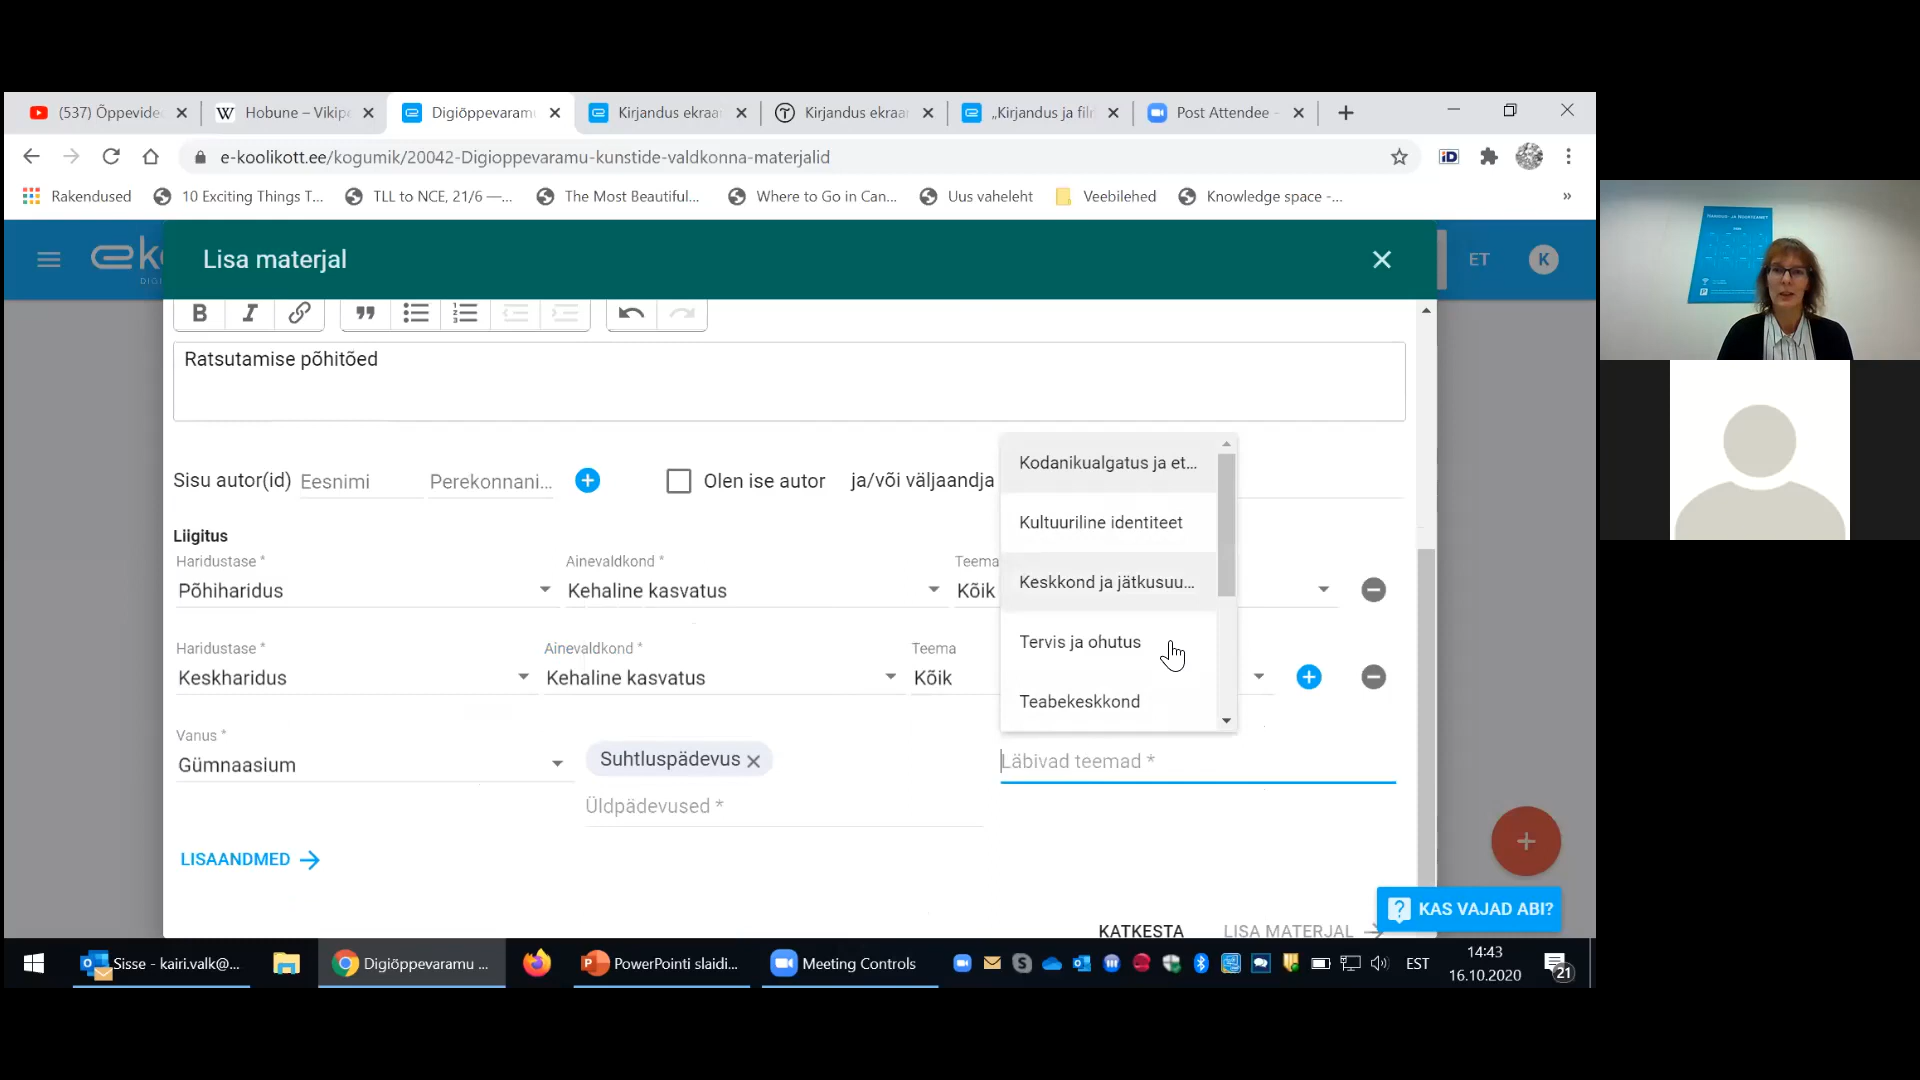 (537) Õppevide
Hobune – Vikipe
Digiõppevaramu
Kirjandus ekraa
Kirjandus ekraa
„Kirjandus ja filr
Post Attendee -
e-koolikott.ee/kogumik/20042-Digioppevaramu-kunstide-valdkonna-materjalid
iD
Rakendused
10 Exciting Things T...
TLL to NCE, 21/6 —...
The Most Beautiful...
Where to Go in Can...
Uus vaheleht
Veebilehed
Knowledge space -...
»
Lisa materjal
ET
K
B I
Ratsutamise põhitõed
Sisu autor(id) Eesnimi Perekonnani... Olen ise autor ja/või väljaandja
Kodanikualgatus ja et...
Kultuuriline identiteet
Keskkond ja jätkusuu...
Tervis ja ohutus
Teabekeskkond
Liigitus
Haridustase * Ainevaldkond * Teema
Põhiharidus Kehaline kasvatus Kõik
Haridustase * Ainevaldkond * Teema
Keskharidus Kehaline kasvatus Kõik
Vanus *
Gümnaasium
Suhtluspädevus
Üldpädevused *
Läbivad teemad *
LISAANDMED
KATKESTA LISA MATERJAL
KAS VAJAD ABI?
Sisse - kairi.valk@...
Digiõppevaramu ...
PowerPointi slaidi...
Meeting Controls
EST
14:43
16.10.2020
21